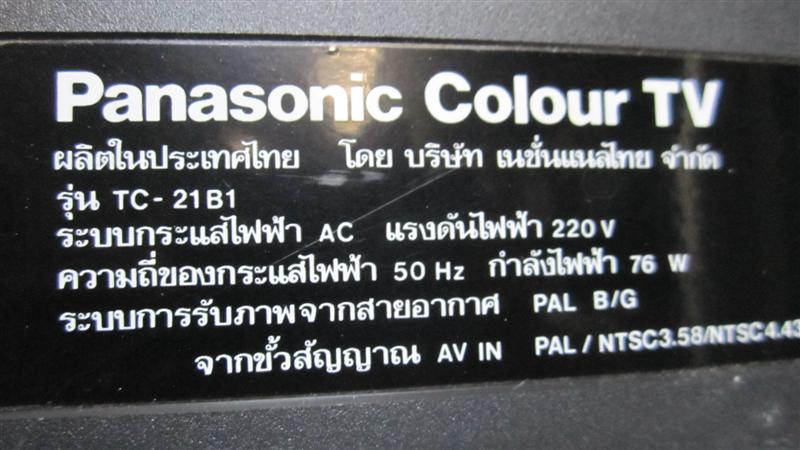 Panasonic Colour TV
ผลิตในประเทศไทย โดย บริษัท เนชั่นแนลไทย จำกัด
รุ่น TC-21B1
ระบบกระแสไฟฟ้า AC แรงดันไฟฟ้า 220 V
ความถี่ของกระแสไฟฟ้า 50 Hz กำลังไฟฟ้า 76 W
ระบบการรับภาพจากสายอากาศ PAL B/G
จากขั้วสัญญาณ AV IN PAL / NTSC3.58/NTSC4.43